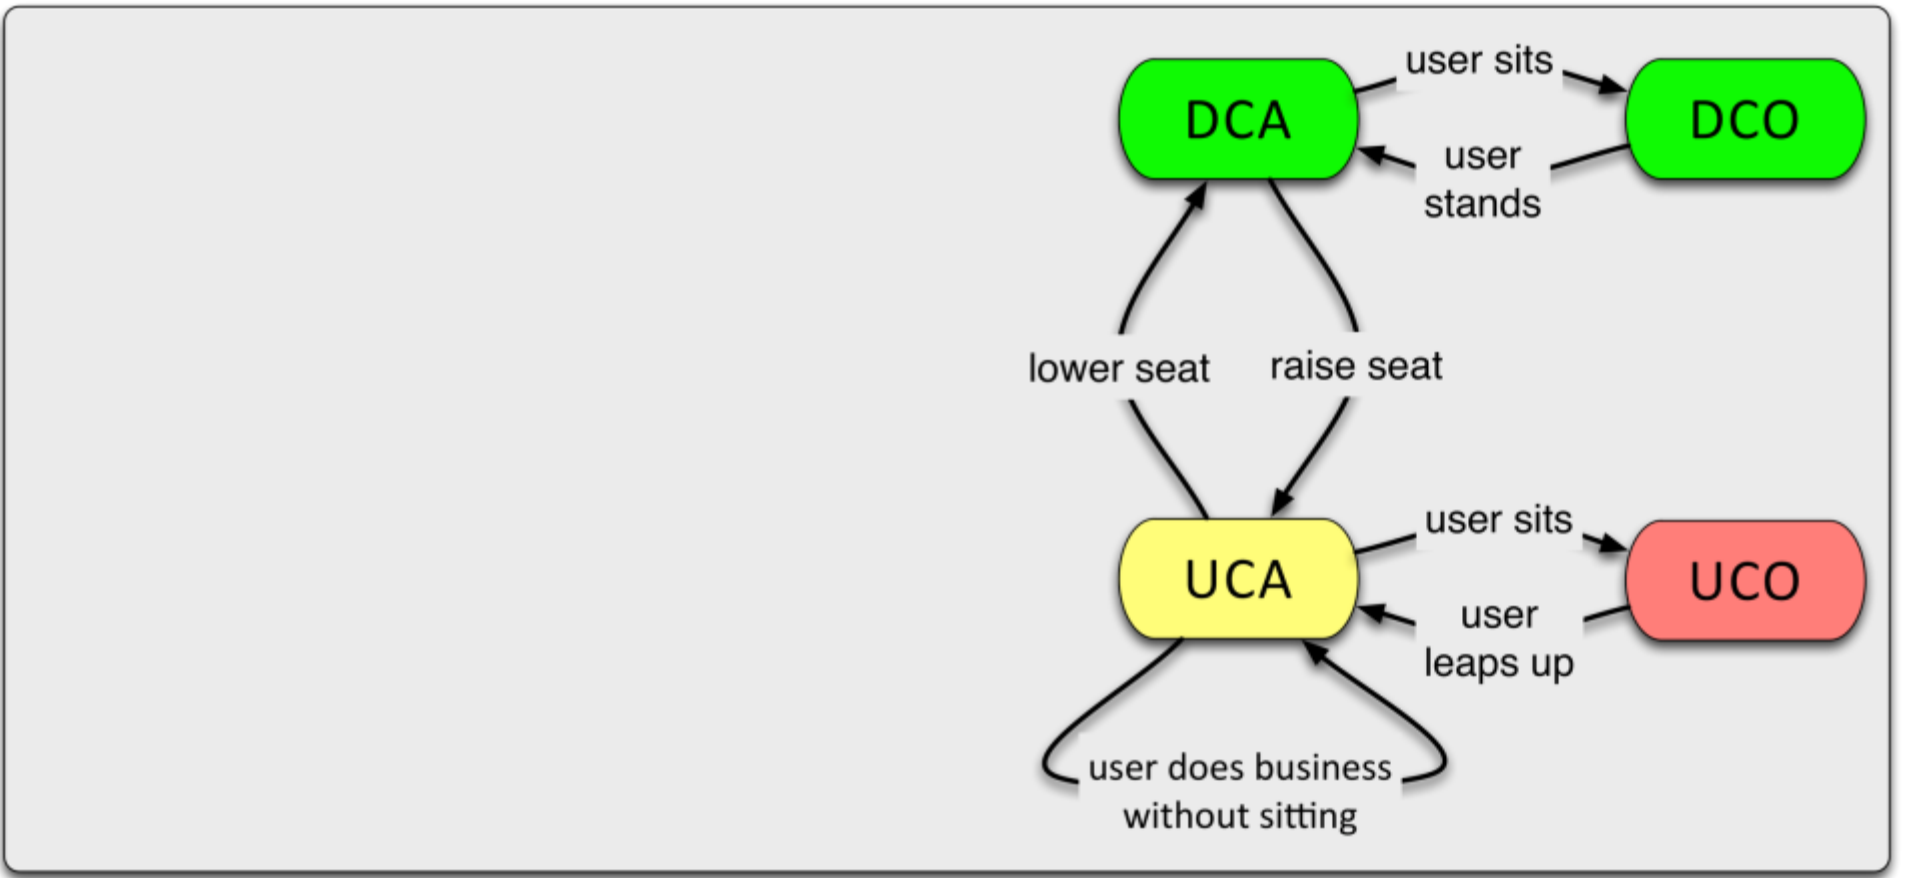 DCA
user sits
DCO
user
stands
lower seat
raise seat
UCA
user sits
UCO
user
leaps up
user does business
without sitting